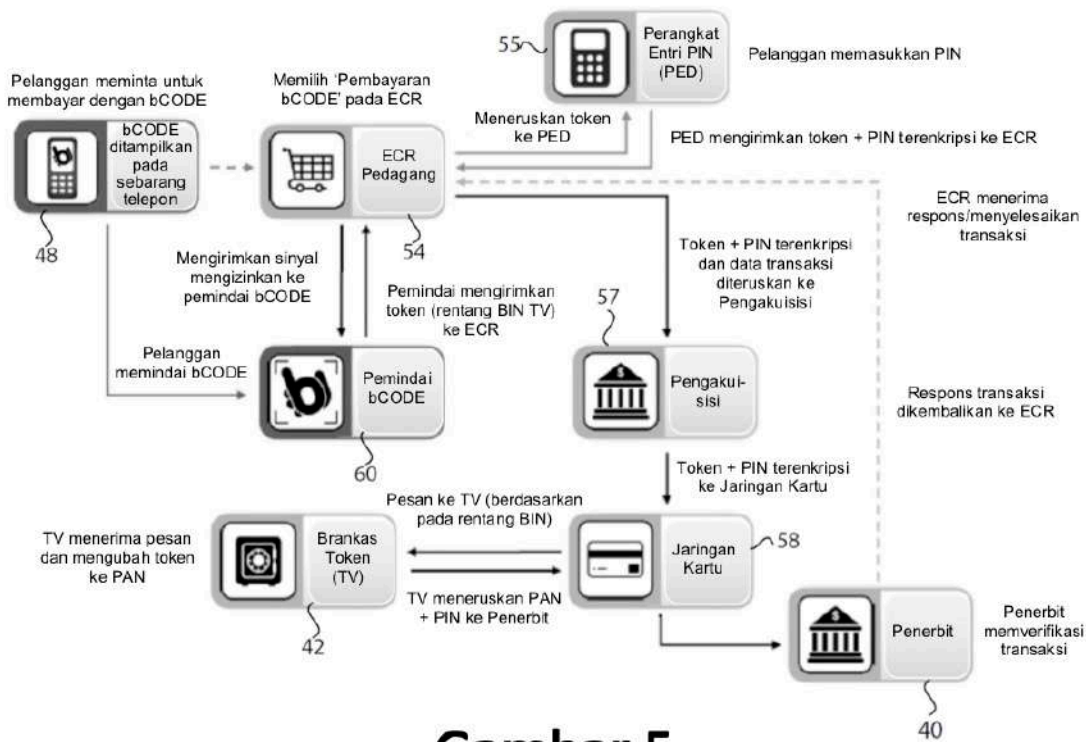 55
Perangkat
Entri PIN
(PED)
Pelanggan memasukkan PIN
Pelanggan meminta untuk
membayar dengan bCODE
Memilih 'Pembayaran
bCODE' pada ECR
Meneruskan token
ke PED
PED mengirimkan token + PIN terenkripsi ke ECR
bCODE
ditampilkan
pada
sebarang
telepon
48
ECR
Pedagang
54
ECR menerima
respons/menyelesaikan
transaksi
Mengirimkan sinyal
mengizinkan ke
pemindai bCODE
Pemindai mengirimkan
token (rentang BIN TV)
ke ECR
Token + PIN terenkripsi
dan data transaksi
diteruskan ke
Pengakuisisi
57
Pelanggan
memindai bCODE
Pemindai
bCODE
60
Pengakui-
sisi
Respons transaksi
dikembalikan ke ECR
Token + PIN terenkripsi
ke Jaringan Kartu
Pesan ke TV (berdasarkan
pada rentang BIN)
TV menerima pesan
dan mengubah token
ke PAN
Brankas
Token
(TV)
42
Jaringan
Kartu
58
TV meneruskan PAN
+ PIN ke Penerbit
Penerbit
40
Penerbit
memverifikasi
transaksi
Gambar 5